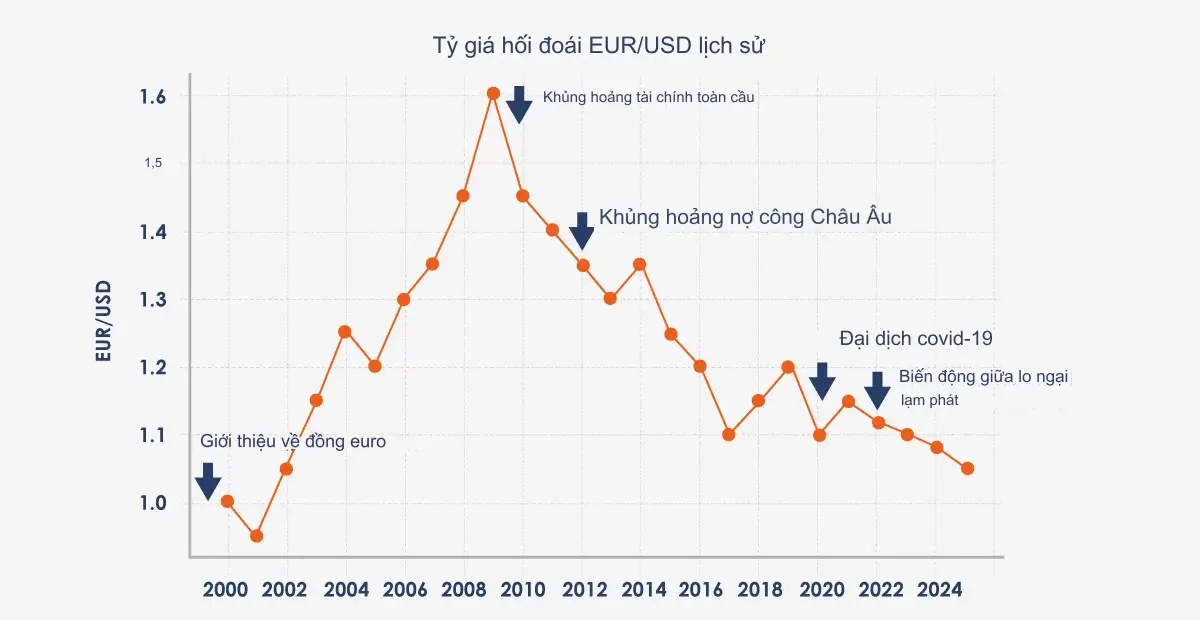 Tỷ giá hối đoái EUR/USD lịch sử
1.6
Khủng hoảng tài chính toàn cầu
1,5
1.4
Khủng hoảng nợ công Châu Âu
1.3
EUR/USD
Đại dịch covid-19
1.2
Biến động giữa lo ngại
lạm phát
1.1
Giới thiệu về đồng euro
1.0
2000 2002 2004 2006 2008 2010 2012 2014 2016 2018 2020 2022 2024